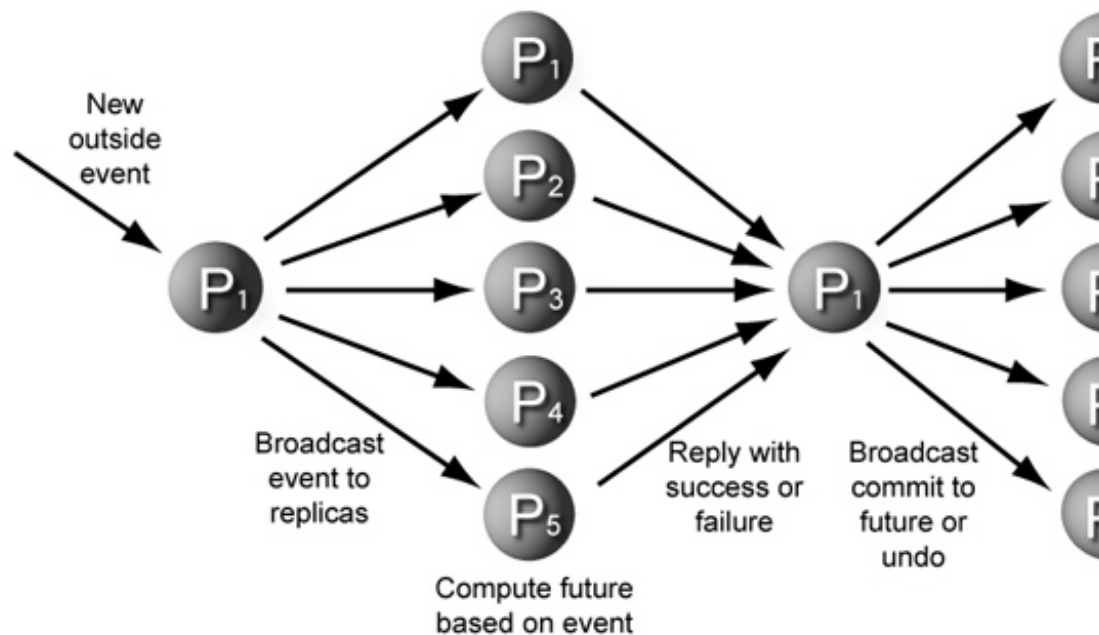 New
outside
event
P1
P1
P2
P3
P4
P5
Broadcast
event to
replicas
Compute future
based on event
Reply with
success or
failure
P1
Broadcast
commit to
future or
undo